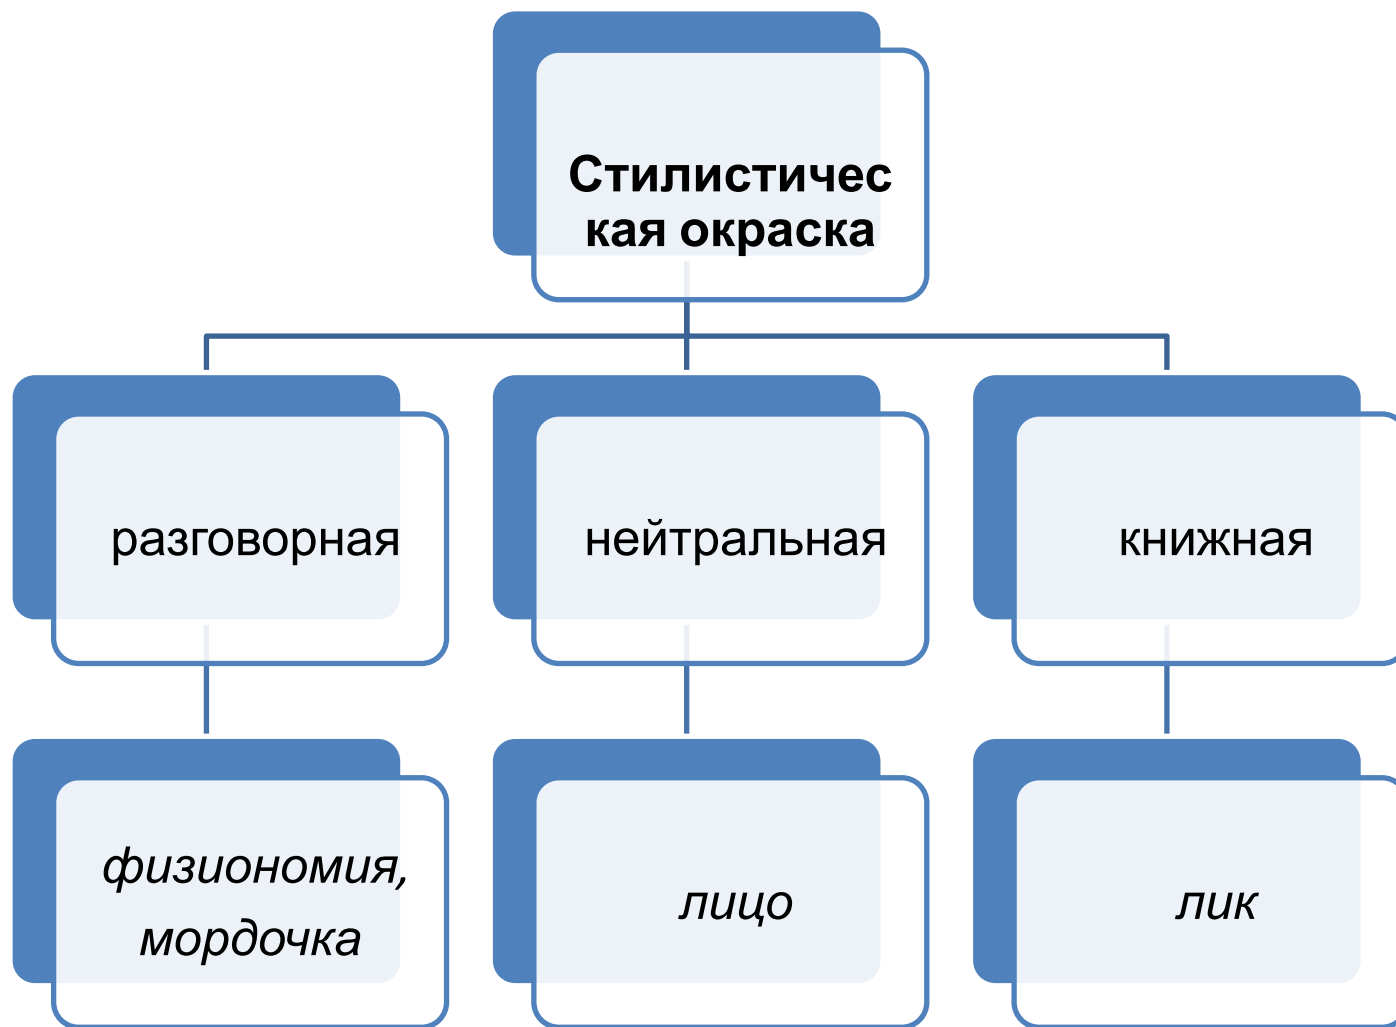 Стилистичес
кая окраска
разговорная
нейтральная
книжная
физиономия,
мордочка
лицо
лик